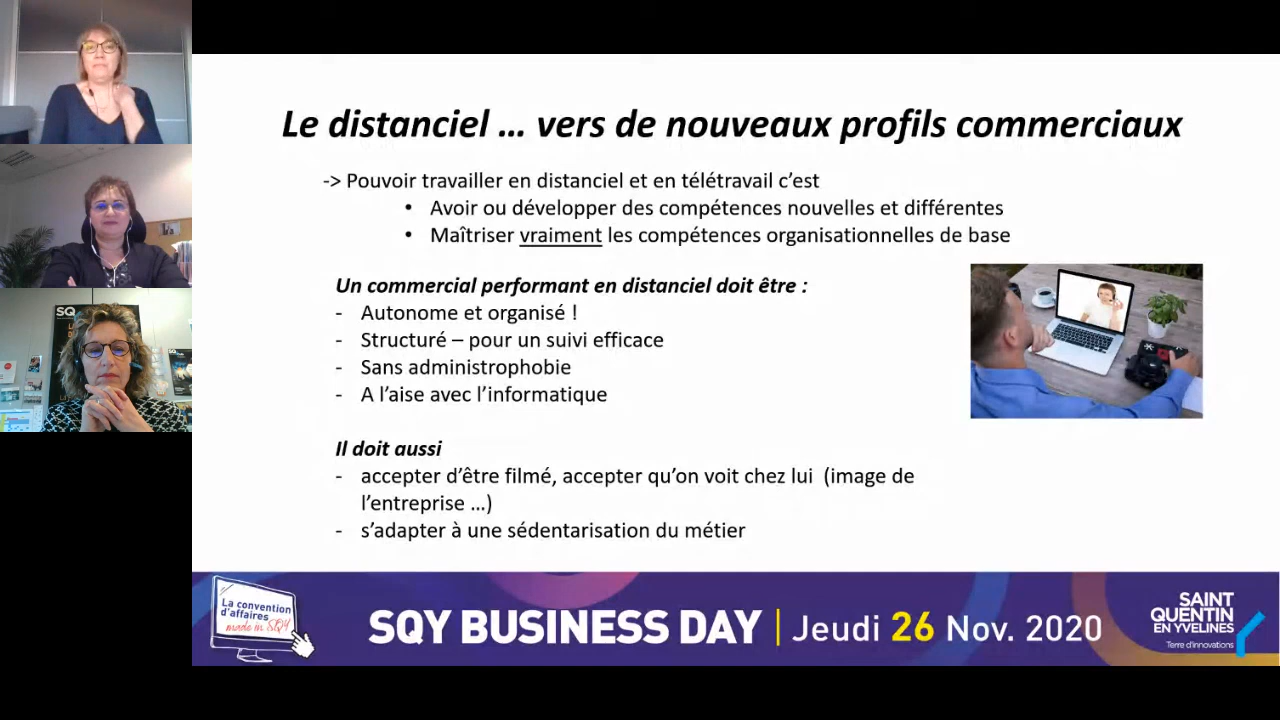 Le distanciel ... vers de nouveaux profils commerciaux
-> Pouvoir travailler en distanciel et en télétravail c'est
• Avoir ou développer des compétences nouvelles et différentes
• Maîtriser vraiment les compétences organisationnelles de base
Un commercial performant en distanciel doit être :
- Autonome et organisé !
- Structuré – pour un suivi efficace
- Sans administrophobie
- A l'aise avec l'informatique
Il doit aussi
- accepter d'être filmé, accepter qu'on voit chez lui (image de
l'entreprise ...)
- s'adapter à une sédentarisation du métier
SQ
La convention
d'affaires
made in SQY
SQY BUSINESS DAY | Jeudi 26 Nov. 2020
SAINT
QUENTIN
EN YVELINES
Terre d'innovations